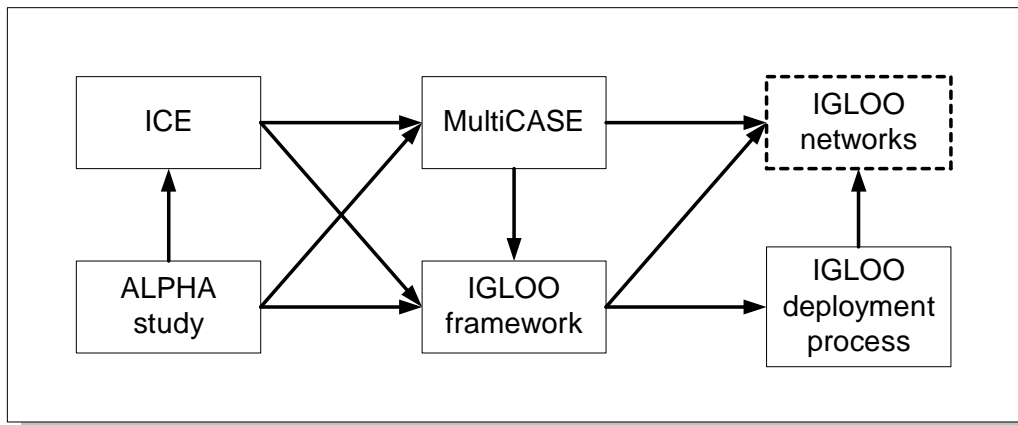 ICE
MultiCASE
IGLOO
networks
ALPHA
study
IGLOO
framework
IGLOO
deployment
process